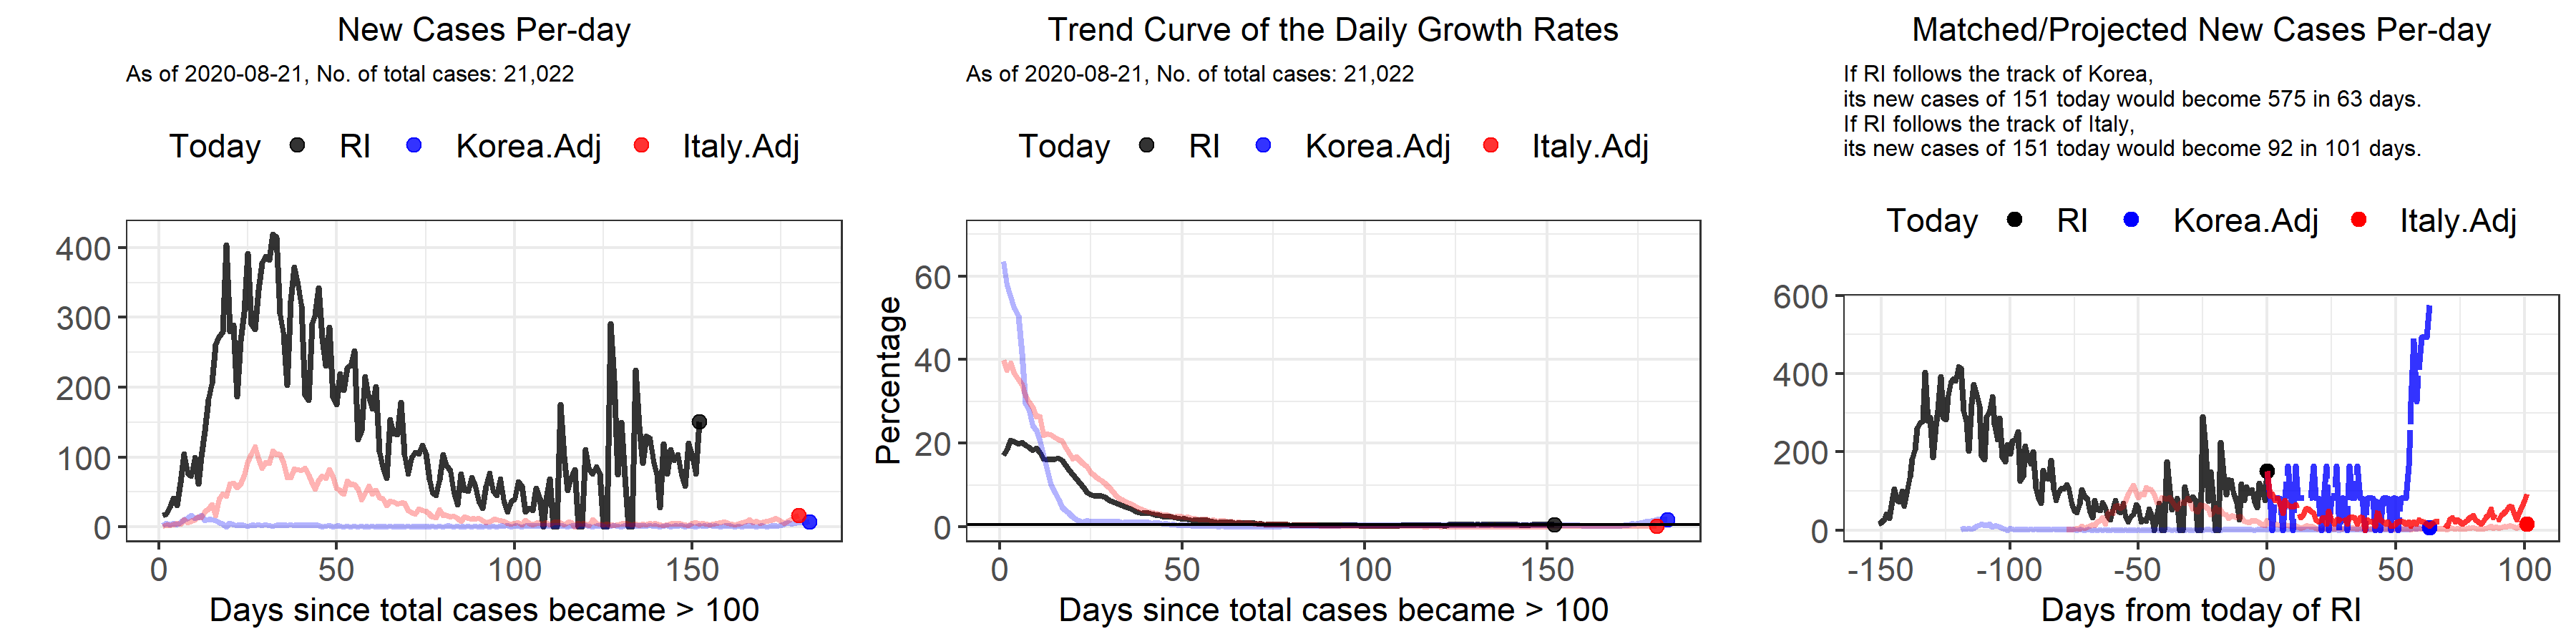 New Cases Per-day
As of 2020-08-21, No. of total cases: 21,022
Today RI Korea.Adj Italy.Adj
400
300
200
100
0
0 50 100 150
Days since total cases became > 100
Trend Curve of the Daily Growth Rates
As of 2020-08-21, No. of total cases: 21,022
Today RI Korea.Adj Italy.Adj
Percentage
60
40
20
0
0 50 100 150
Days since total cases became > 100
Matched/Projected New Cases Per-day
If RI follows the track of Korea,
its new cases of 151 today would become 575 in 63 days.
If RI follows the track of Italy,
its new cases of 151 today would become 92 in 101 days.
Today RI Korea.Adj Italy.Adj
600
400
200
0
-150 -100 -50 0 50 100
Days from today of RI